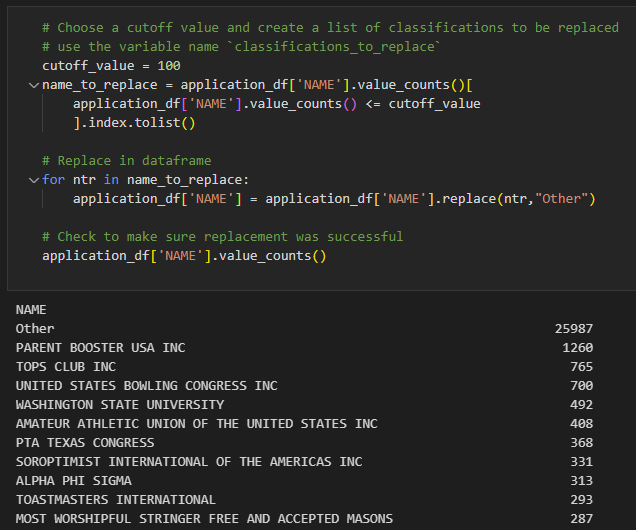 # Choose a cutoff value and create a list of classifications to be replaced
# use the variable name `classifications_to_replace`
cutoff_value = 100
name_to_replace = application_df['NAME'].value_counts()[
    application_df['NAME'].value_counts() <= cutoff_value
    ].index.tolist()

# Replace in dataframe
for ntr in name_to_replace:
    application_df['NAME'] = application_df['NAME'].replace(ntr,"Other")

# Check to make sure replacement was successful
application_df['NAME'].value_counts()

NAME
Other 25987
PARENT BOOSTER USA INC 1260
TOPS CLUB INC 765
UNITED STATES BOWLING CONGRESS INC 700
WASHINGTON STATE UNIVERSITY 492
AMATEUR ATHLETIC UNION OF THE UNITED STATES INC 408
PTA TEXAS CONGRESS 368
SOROPTIMIST INTERNATIONAL OF THE AMERICAS INC 331
ALPHA PHI SIGMA 313
TOASTMASTERS INTERNATIONAL 293
MOST WORSHIPFUL STRINGER FREE AND ACCEPTED MASONS 287